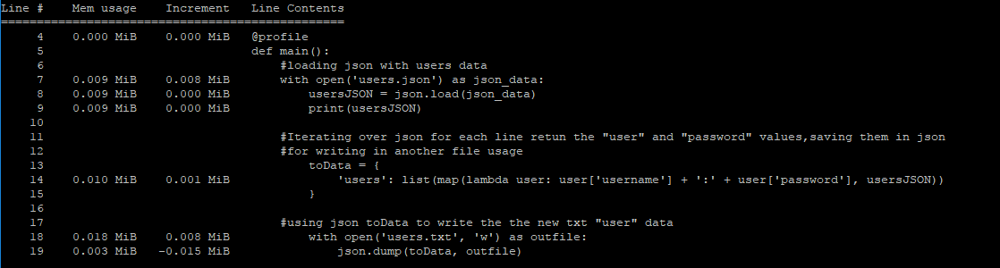 Line #    Mem usage    Increment   Line Contents
================================================
     4    0.000 MiB    0.000 MiB   @profile
     5                             def main():
     6                                 #loading json with users data
     7    0.009 MiB    0.008 MiB       with open('users.json') as json_data:
     8    0.009 MiB    0.000 MiB           usersJSON = json.load(json_data)
     9    0.009 MiB    0.000 MiB           print(usersJSON)
    10
    11                                 #Iterating over json for each line retun the "user" and "password" values,saving them in json
    12                                 #for writing in another file usage
    13                                     toData = {
    14    0.010 MiB    0.001 MiB               'users': list(map(lambda user: user['username'] + ':' + user['password'], usersJSON))
    15                                     }
    16
    17                                 #using json toData to write the the new txt "user" data
    18    0.018 MiB    0.008 MiB           with open('users.txt', 'w') as outfile:
    19    0.003 MiB   -0.015 MiB               json.dump(toData, outfile)